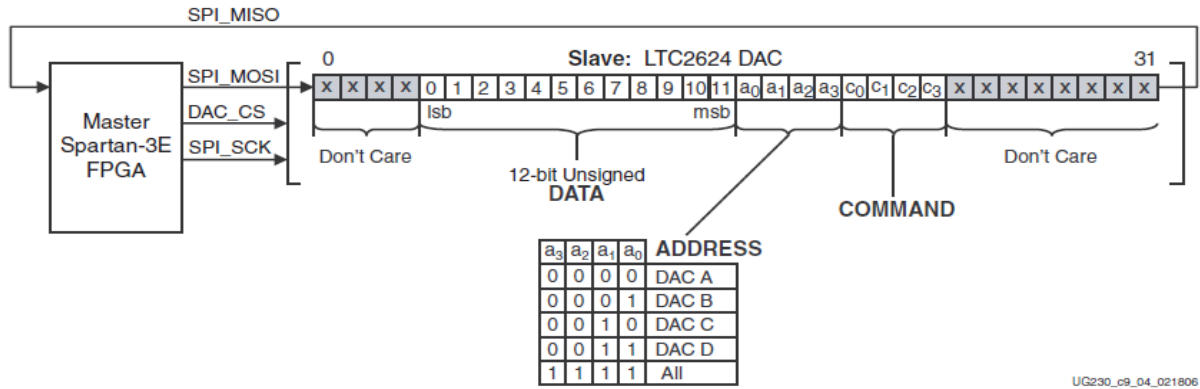 SPI_MISO
0 Slave: LTC2624 DAC 31
SPI_MOSI
x x x x 0 1 2 3 4 5 6 7 8 9 10 11 a0 a1 a2 a3 c0 c1 c2 c3 x x x x x x x x
Master
Spartan-3E
FPGA
DAC_CS
SPI_SCK
lsb msb
Don't Care
12-bit Unsigned
DATA
COMMAND
Don't Care
a3 a2 a1 a0 ADDRESS
0 0 0 0 DAC A
0 0 0 1 DAC B
0 0 1 0 DAC C
0 0 1 1 DAC D
1 1 1 1 All
UG230_c9_04_021806